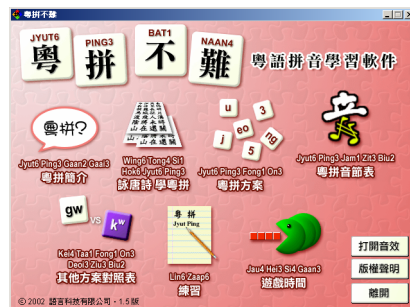 粵拼不難
JYUT6 PING3 BAT1 NAAN4
粵 拼 不 難
粵語拼音學習軟件
粵拼?
Jyut6 Ping3 Gaan2 Gaai3
粵拼簡介
Wing6 Tong4 Si1
Hok6 Jyut6 Ping3
詠唐詩 學粵拼
u 3
j eo ng
5
Jyut6 Ping3 Fong1 On3
粵拼方案
音
Jyut6 Ping3 Jam1 Zit3 Biu2
粵拼音節表
gw vs kʷ
Kei4 Taa1 Fong1 On3
Deoi3 Ziu3 Biu2
其他方案對照表
粵 拼
Jyut Ping
Lin6 Zaap6
練習
Jau4 Hei3 Si4 Gaan3
遊戲時間
打開音效
版權聲明
離開
© 2002 語言科技有限公司，1.5 版